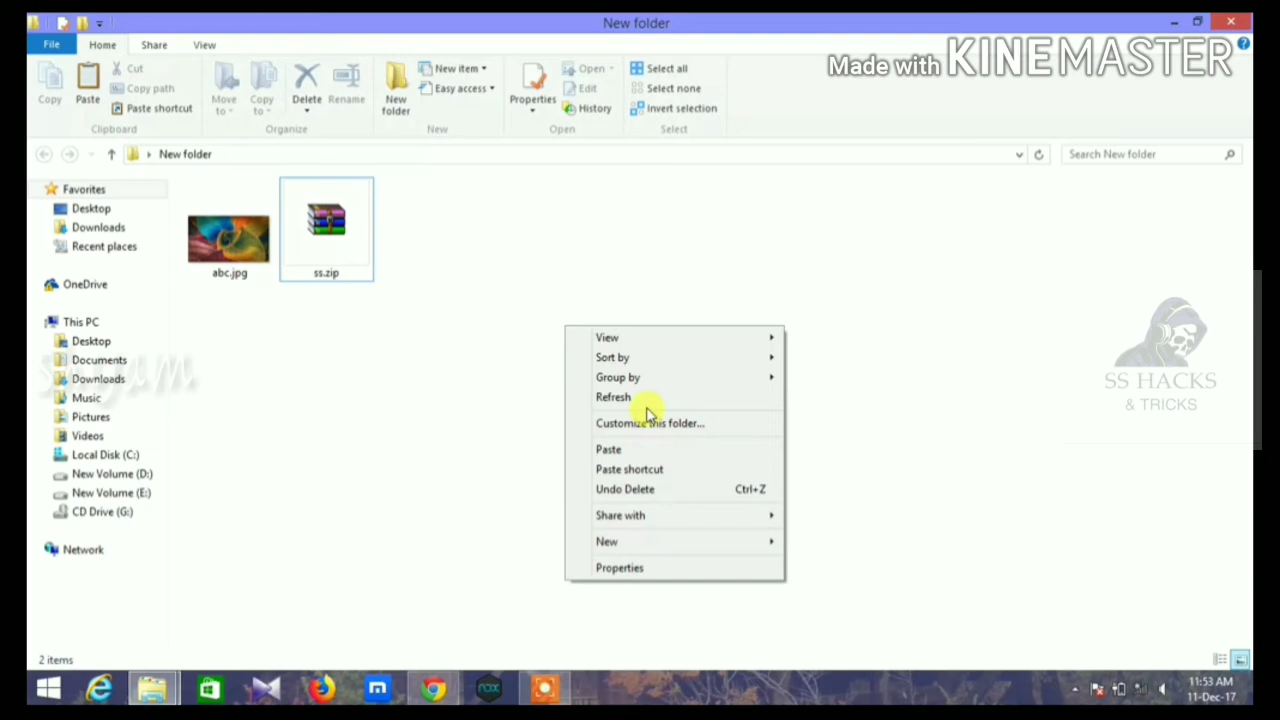 New folder
Made with KINEMASTER
File Home Share View
Copy
Paste
Cut
Copy path
Paste shortcut
Clipboard
Move to
Copy to
Delete
Rename
Organize
New folder
New item
Easy access
New
Properties
Open
Edit
History
Open
Select all
Select none
Invert selection
Select
New folder
Search New folder
Favorites
Desktop
Downloads
Recent places
OneDrive
This PC
Desktop
Documents
Downloads
Music
Pictures
Videos
Local Disk (C:)
New Volume (D:)
New Volume (E:)
CD Drive (G:)
Network
abc.jpg
ss.zip
View
Sort by
Group by
Refresh
Customize this folder...
Paste
Paste shortcut
Undo Delete Ctrl+Z
Share with
New
Properties
SS HACKS
& TRICKS
2 items
nox
11:53 AM
11-Dec-17